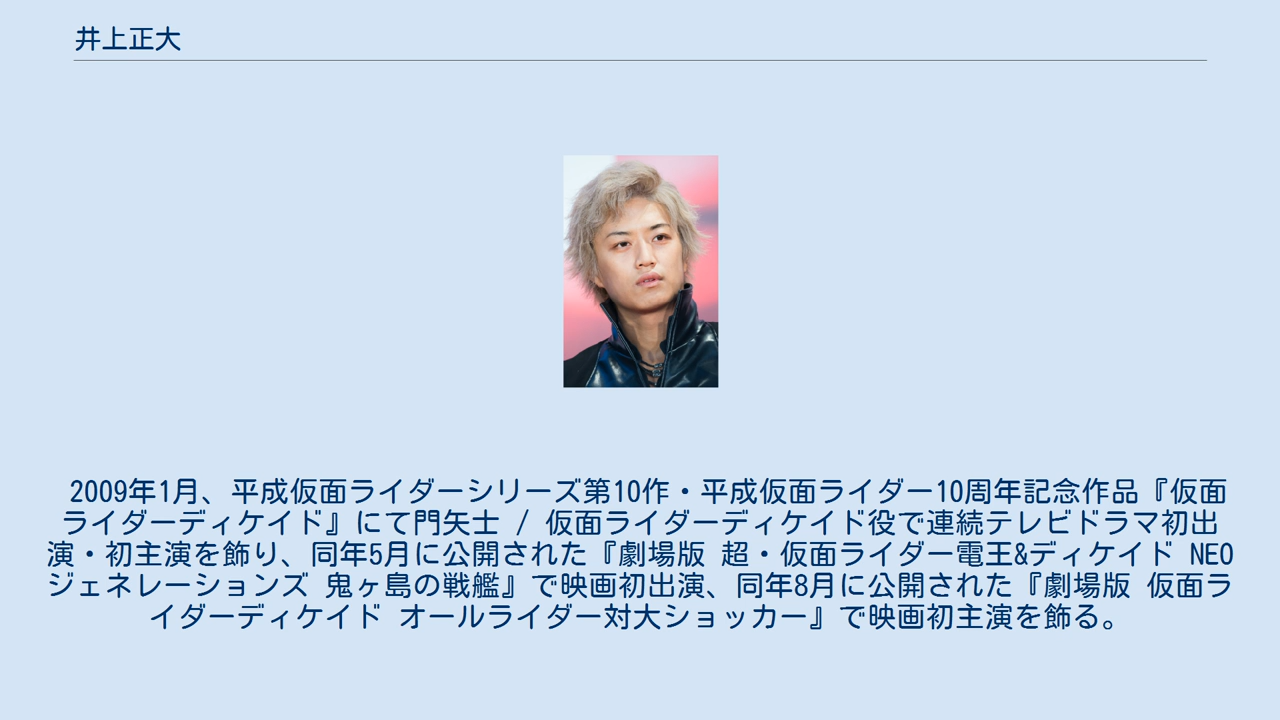 井上正大
2009年1月、平成仮面ライダーシリーズ第10作・平成仮面ライダー10周年記念作品『仮面
ライダーディケイド』にて門矢士 / 仮面ライダーディケイド役で連続テレビドラマ初出
演・初主演を飾り、同年5月に公開された『劇場版 超・仮面ライダー電王&ディケイド NEO
ジェネレーションズ 鬼ヶ島の戦艦』で映画初出演、同年8月に公開された『劇場版 仮面ラ
イダーディケイド オールライダー対大ショッカー』で映画初主演を飾る。